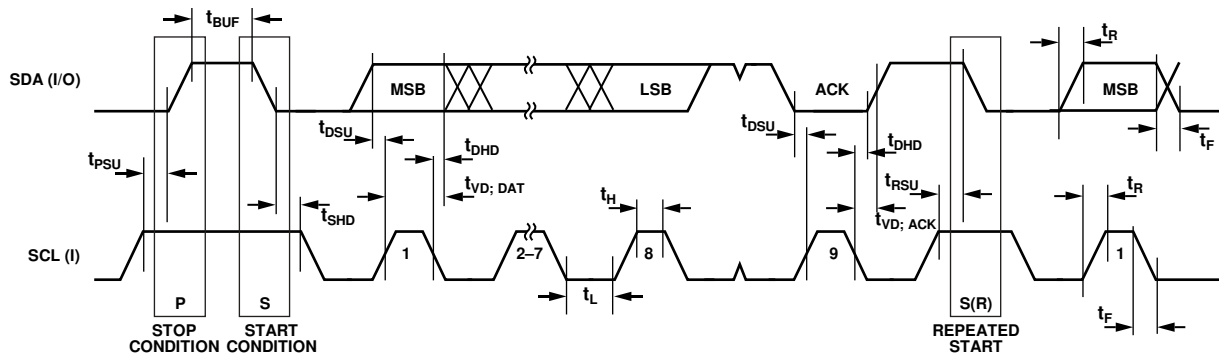 tBUF
tR
SDA (I/O)
MSB
LSB
ACK
MSB
tDSU
tDHD
tDSU
tDHD
tF
tPSU
tVD; DAT
tH
tRSU
tR
tSHD
tVD; ACK
SCL (I)
1
2–7
8
9
1
tL
tF
P
S
S(R)
STOP
CONDITION
START
CONDITION
REPEATED
START